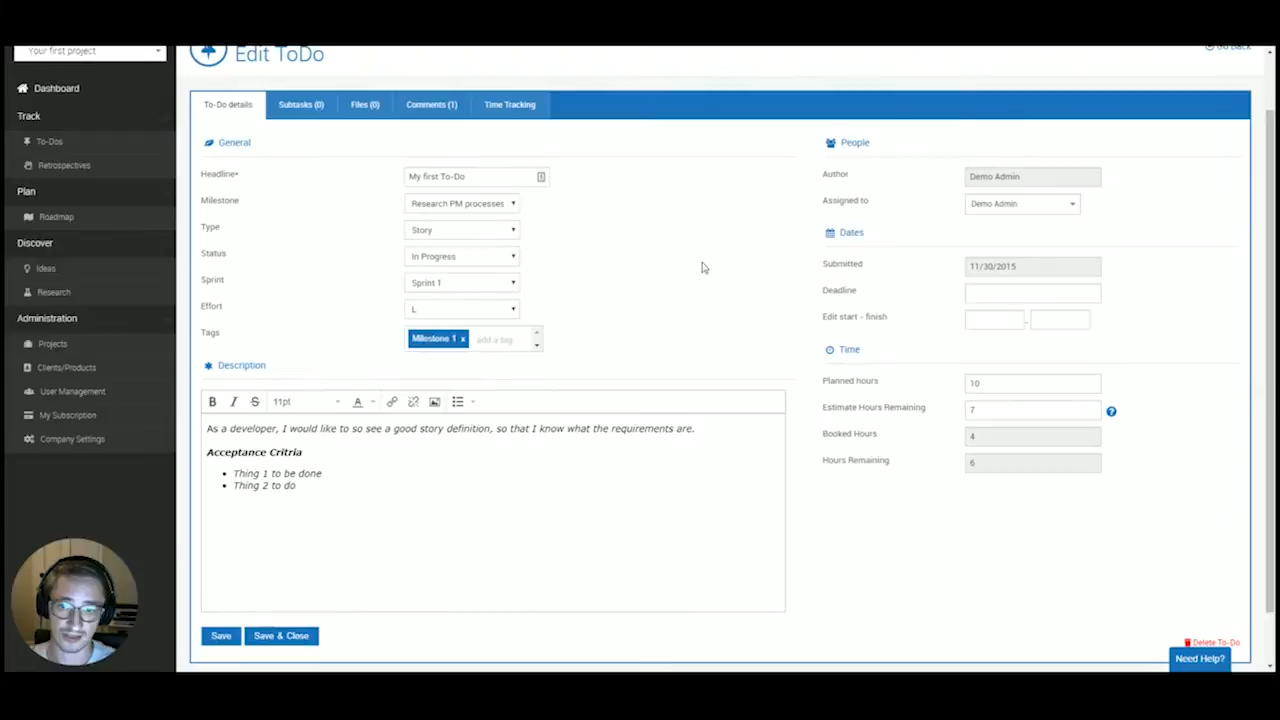 Your first project
Dashboard
Track
To-Dos
Retrospectives
Plan
Roadmap
Discover
Ideas
Research
Administration
Projects
Clients/Products
User Management
My Subscription
Company Settings
Edit ToDo
Go Back
To-Do details
Subtasks (0)
Files (0)
Comments (1)
Time Tracking
General
Headline*
My first To-Do
Milestone
Research PM processes
Type
Story
Status
In Progress
Sprint
Sprint 1
Effort
L
Tags
Milestone 1 x
add a tag
Description
B I S 11pt A
As a developer, I would like to so see a good story definition, so that I know what the requirements are.
Acceptance Critria
Thing 1 to be done
Thing 2 to do
Save
Save & Close
People
Author
Demo Admin
Assigned to
Demo Admin
Dates
Submitted
11/30/2015
Deadline
Edit start - finish
-
Time
Planned hours
10
Estimate Hours Remaining
7
?
Booked Hours
4
Hours Remaining
6
Delete To-Do
Need Help?